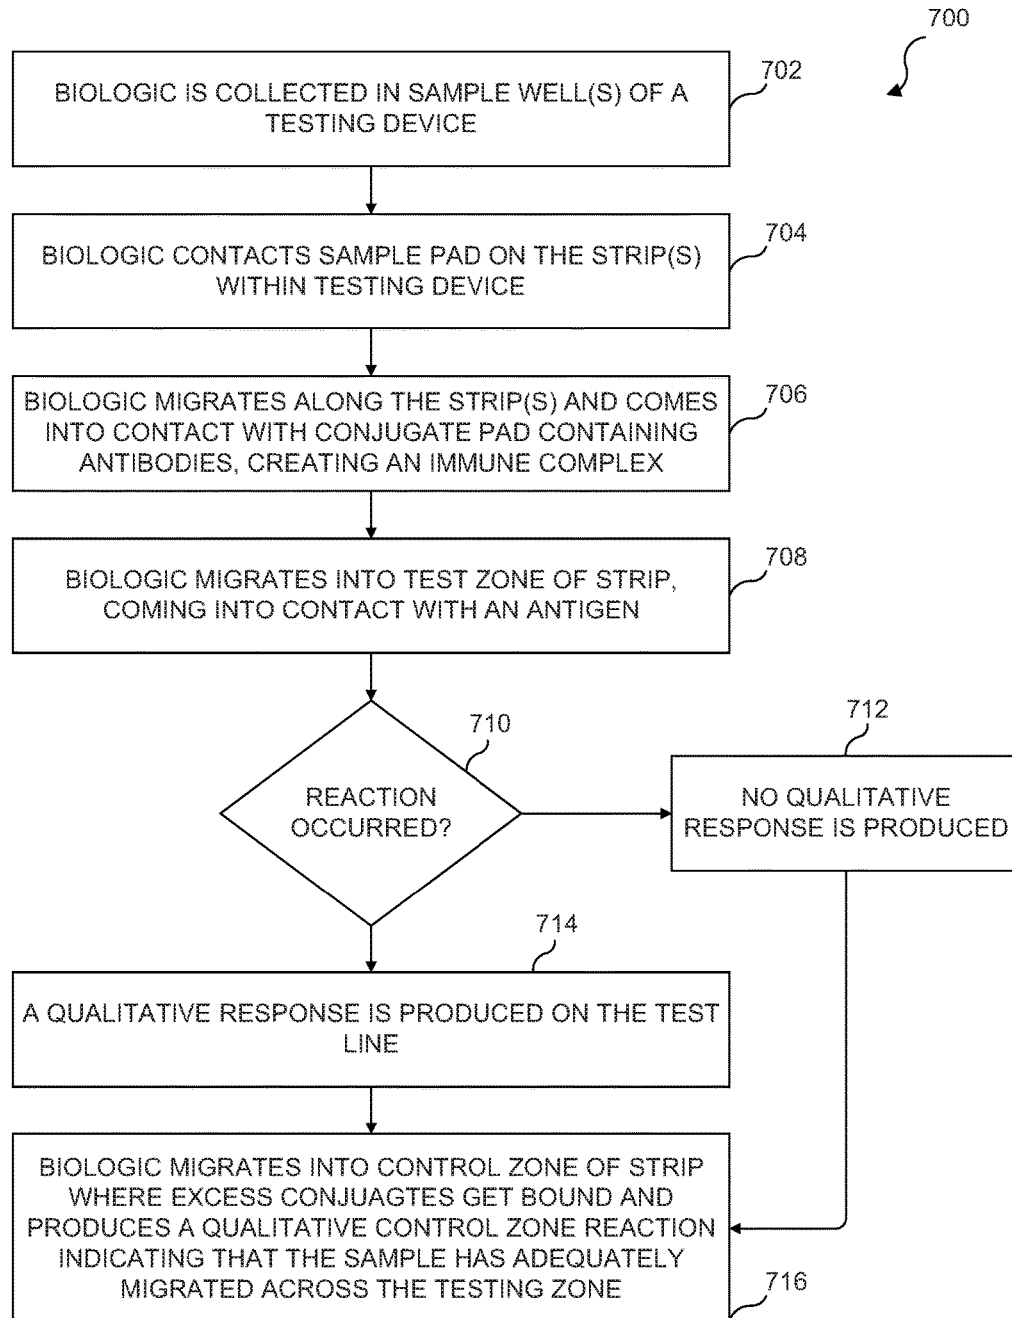 700
BIOLOGIC IS COLLECTED IN SAMPLE WELL(S) OF A
TESTING DEVICE
702
BIOLOGIC CONTACTS SAMPLE PAD ON THE STRIP(S)
WITHIN TESTING DEVICE
704
BIOLOGIC MIGRATES ALONG THE STRIP(S) AND COMES
INTO CONTACT WITH CONJUGATE PAD CONTAINING
ANTIBODIES, CREATING AN IMMUNE COMPLEX
706
BIOLOGIC MIGRATES INTO TEST ZONE OF STRIP,
COMING INTO CONTACT WITH AN ANTIGEN
708
REACTION
OCCURRED?
710
NO QUALITATIVE
RESPONSE IS PRODUCED
712
A QUALITATIVE RESPONSE IS PRODUCED ON THE TEST
LINE
714
BIOLOGIC MIGRATES INTO CONTROL ZONE OF STRIP
WHERE EXCESS CONJUAGTES GET BOUND AND
PRODUCES A QUALITATIVE CONTROL ZONE REACTION
INDICATING THAT THE SAMPLE HAS ADEQUATELY
MIGRATED ACROSS THE TESTING ZONE
716